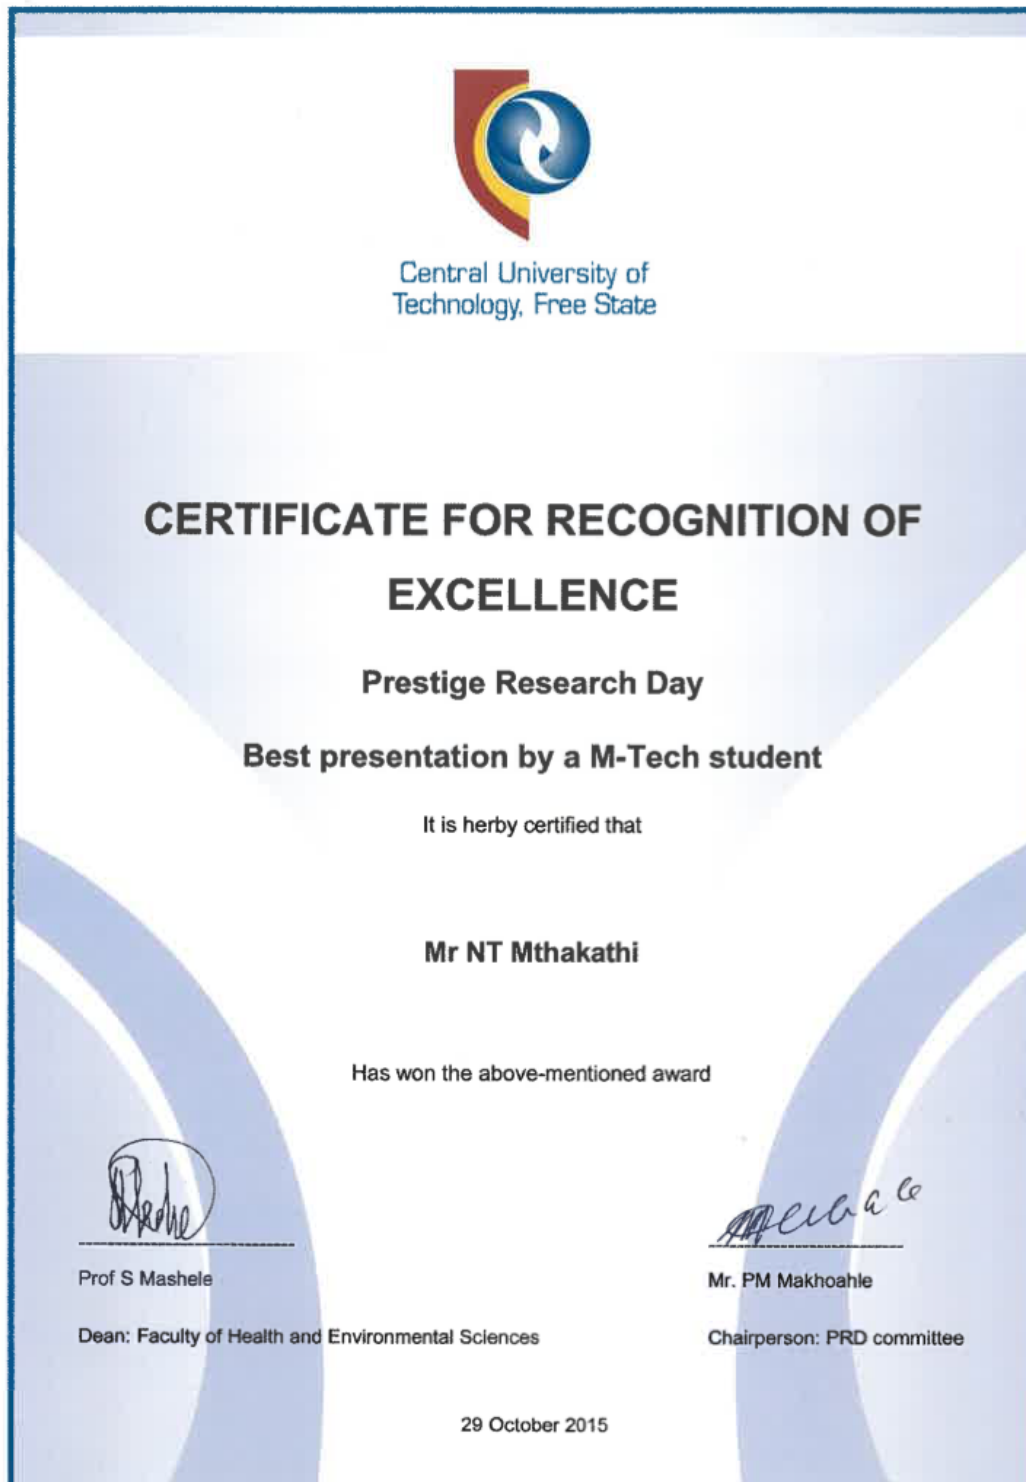 Central University of
Technology, Free State
CERTIFICATE FOR RECOGNITION OF
EXCELLENCE
Prestige Research Day
Best presentation by a M-Tech student
It is herby certified that
Mr NT Mthakathi
Has won the above-mentioned award
Prof S Mashele
Dean: Faculty of Health and Environmental Sciences
Mr. PM Makhoahle
Chairperson: PRD committee
29 October 2015